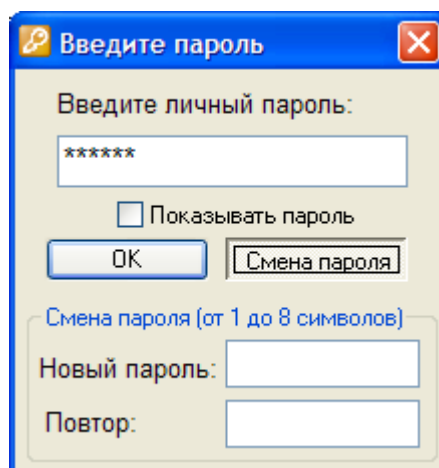 Введите пароль
Введите личный пароль:
******
Показывать пароль
OK Смена пароля
Смена пароля (от 1 до 8 символов)
Новый пароль:
Повтор: